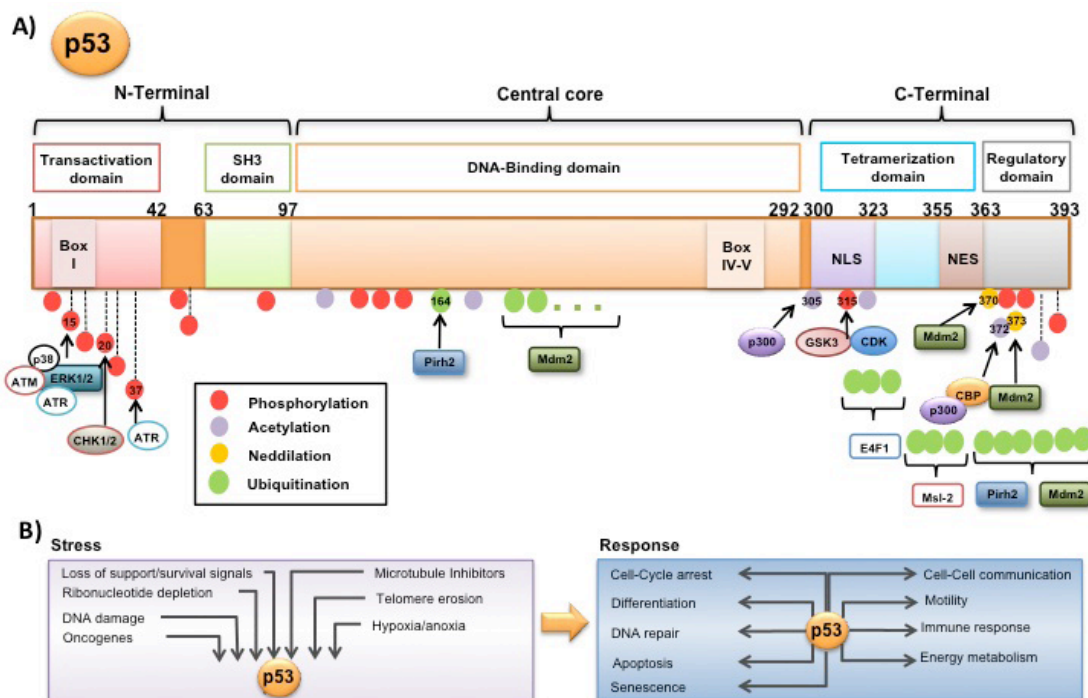 A)
p53
N-Terminal
Central core
C-Terminal
Transactivation
domain
SH3
domain
DNA-Binding domain
Tetramerization
domain
Regulatory
domain
1 42 63 97 292 300 323 355 363 393
Box
I
Box
IV-V
NLS
NES
15
20
37
164
305
315
370
372
373
p38
ATM
ERK1/2
ATR
CHK1/2
ATR
Pirh2
Mdm2
p300
GSK3
CDK
Mdm2
CBP
p300
Mdm2
E4F1
Msl-2
Pirh2
Mdm2
Phosphorylation
Acetylation
Neddilation
Ubiquitination
B)
Stress
Loss of support/survival signals
Ribonucleotide depletion
DNA damage
Oncogenes
Microtubule Inhibitors
Telomere erosion
Hypoxia/anoxia
p53
Response
Cell-Cycle arrest
Differentiation
DNA repair
Apoptosis
Senescence
p53
Cell-Cell communication
Motility
Immune response
Energy metabolism